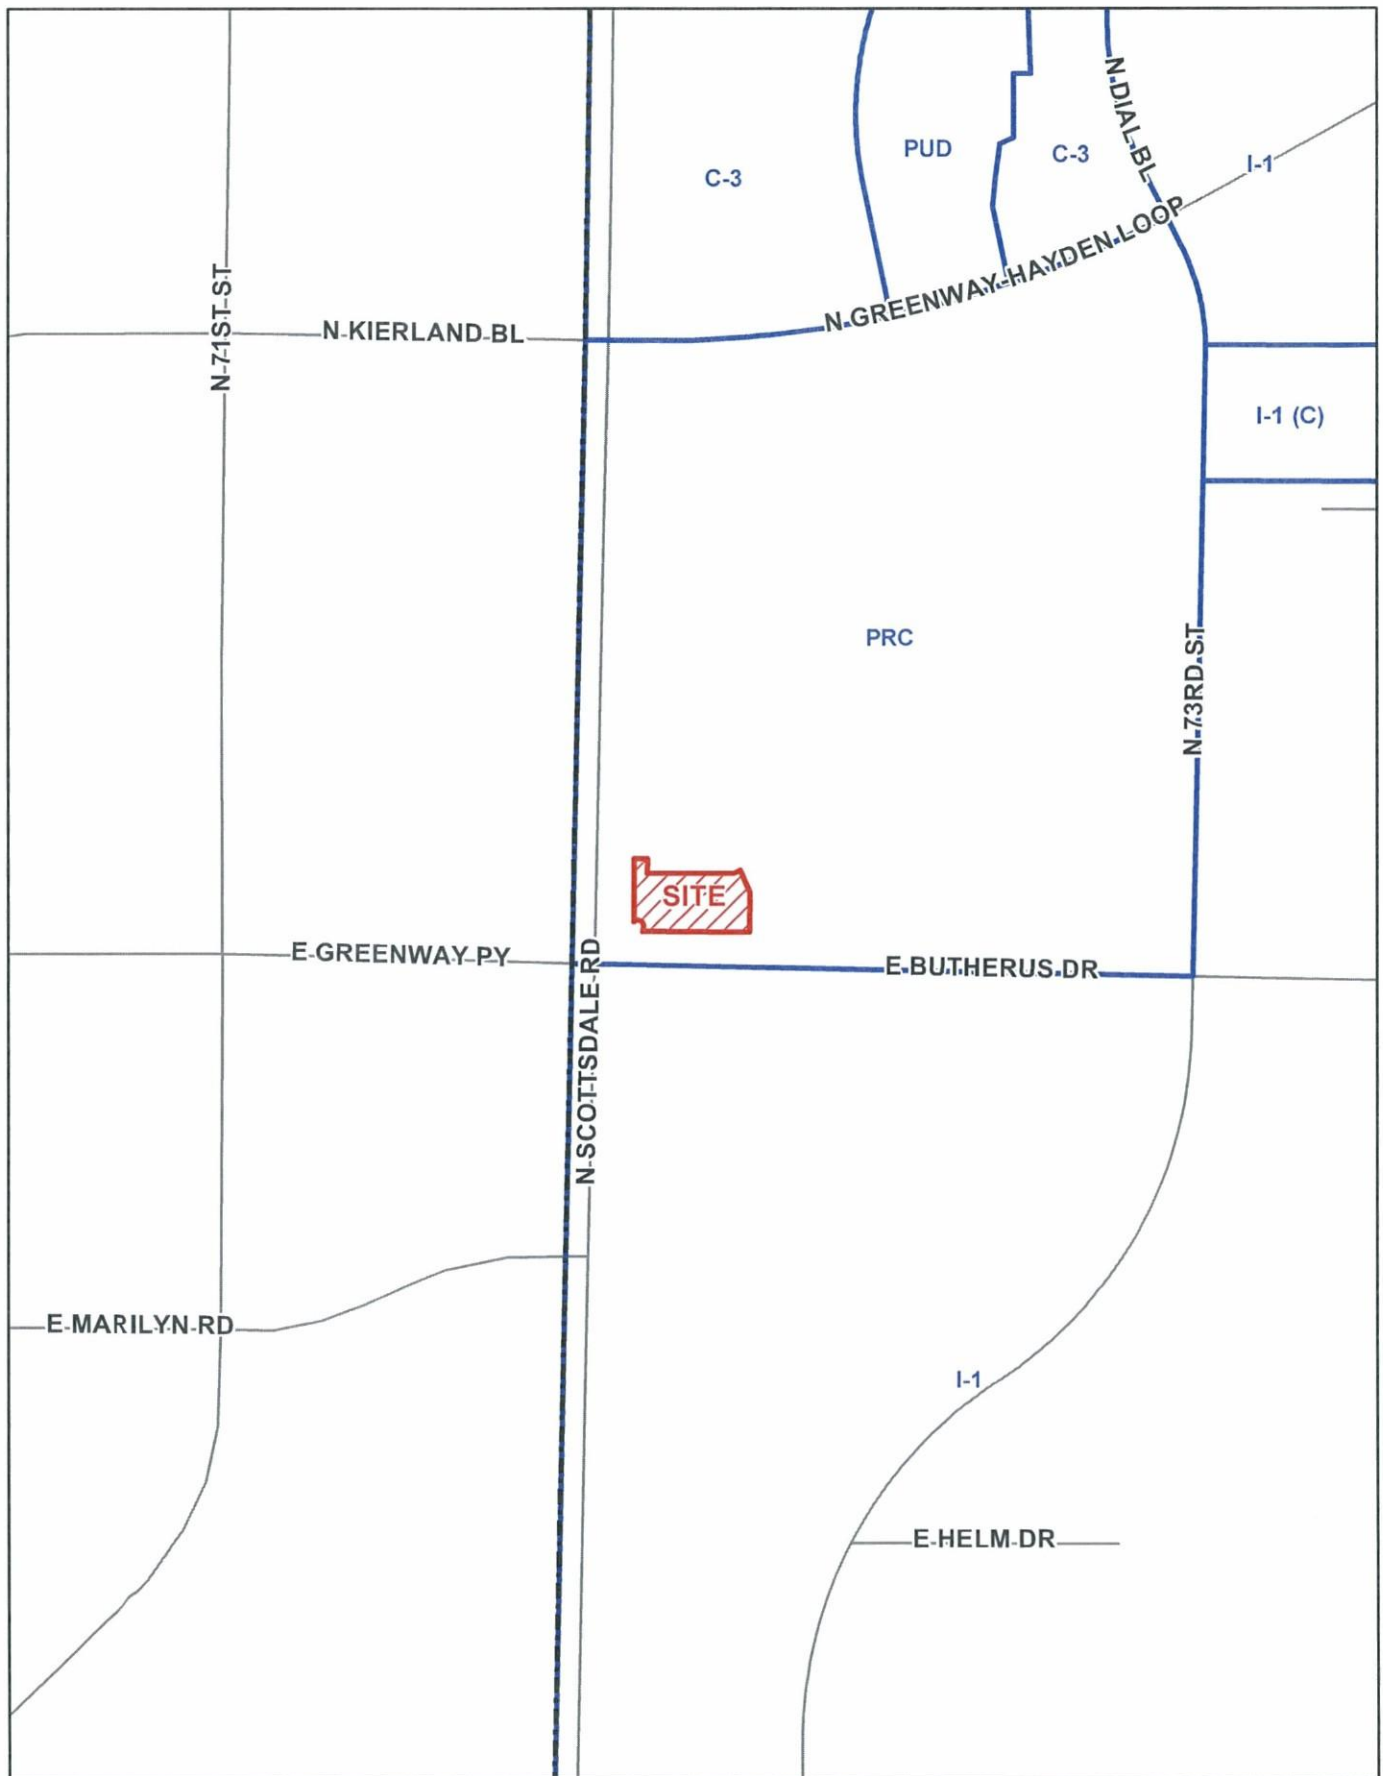 N DIAL BL
PUD
C-3
I-1
C-3
N GREENWAY-HAYDEN LOOP
N 71ST ST
N KIERLAND BL
I-1 (C)
PRC
N 73RD ST
SITE
E GREENWAY PY
E BUTHERUS DR
N SCOTTSDALE RD
E MARILYN RD
I-1
E HELM DR